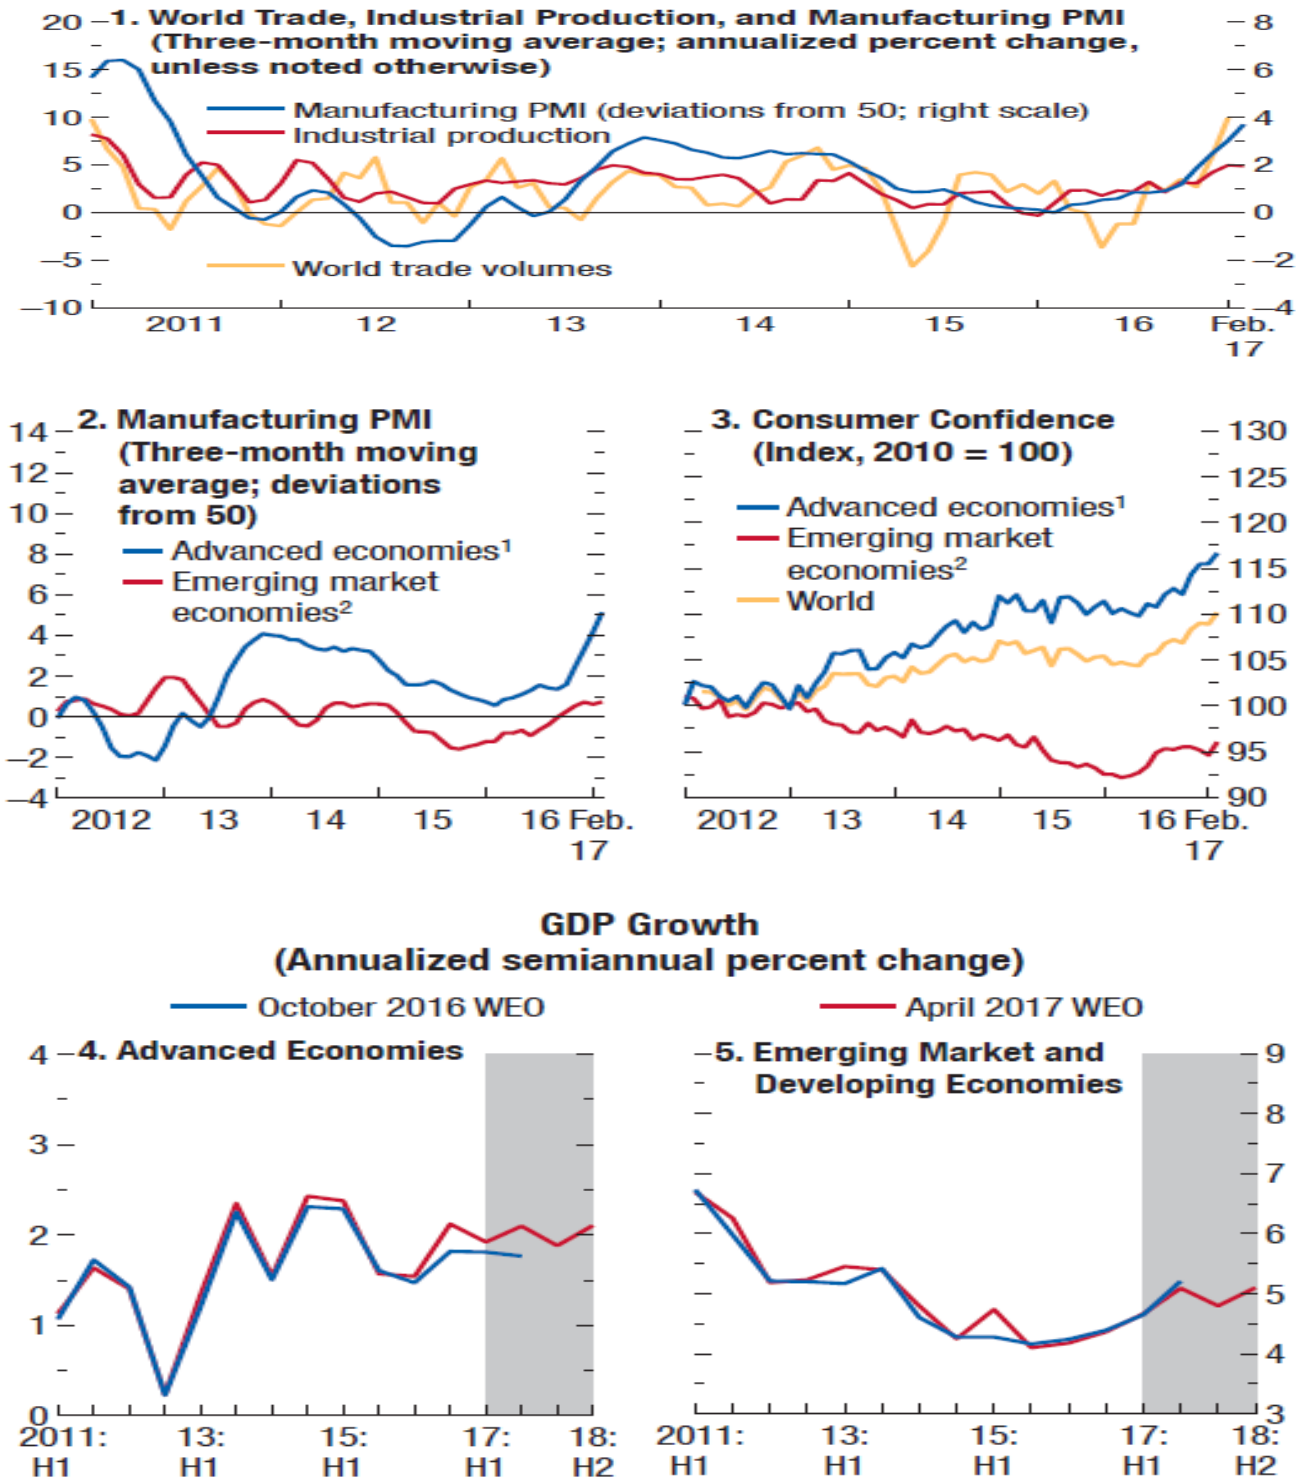 1. World Trade, Industrial Production, and Manufacturing PMI
(Three-month moving average; annualized percent change,
unless noted otherwise)
20
15
10
5
0
–5
–10
8
6
4
2
0
–2
–4
Manufacturing PMI (deviations from 50; right scale)
Industrial production
World trade volumes
2011 12 13 14 15 16 Feb.
17
2. Manufacturing PMI
(Three-month moving
average; deviations
from 50)
Advanced economies¹
Emerging market
economies²
14
12
10
8
6
4
2
0
–2
–4
2012 13 14 15 16 Feb.
17
3. Consumer Confidence
(Index, 2010 = 100)
Advanced economies¹
Emerging market
economies²
World
130
125
120
115
110
105
100
95
90
2012 13 14 15 16 Feb.
17
GDP Growth
(Annualized semiannual percent change)
October 2016 WEO
April 2017 WEO
4. Advanced Economies
4
3
2
1
0
2011: 13: 15: 17: 18:
H1 H1 H1 H1 H2
5. Emerging Market and
Developing Economies
9
8
7
6
5
4
3
2011: 13: 15: 17: 18:
H1 H1 H1 H1 H2